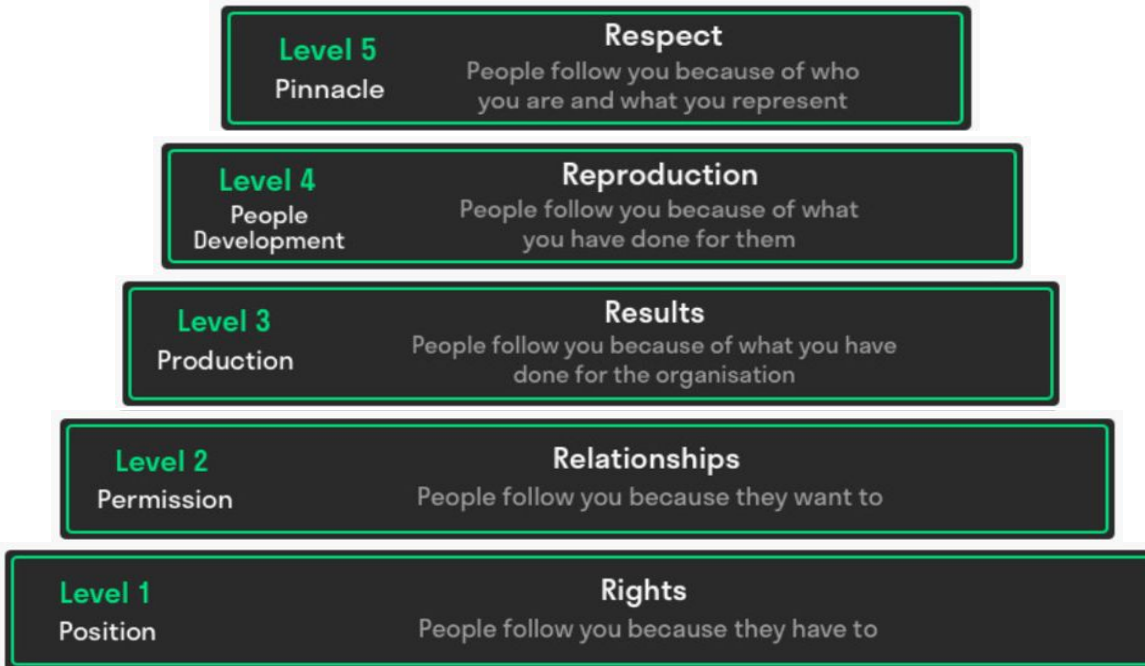 Level 5
Pinnacle
Respect
People follow you because of who
you are and what you represent
Level 4
People
Development
Reproduction
People follow you because of what
you have done for them
Level 3
Production
Results
People follow you because of what you have
done for the organisation
Level 2
Permission
Relationships
People follow you because they want to
Level 1
Position
Rights
People follow you because they have to